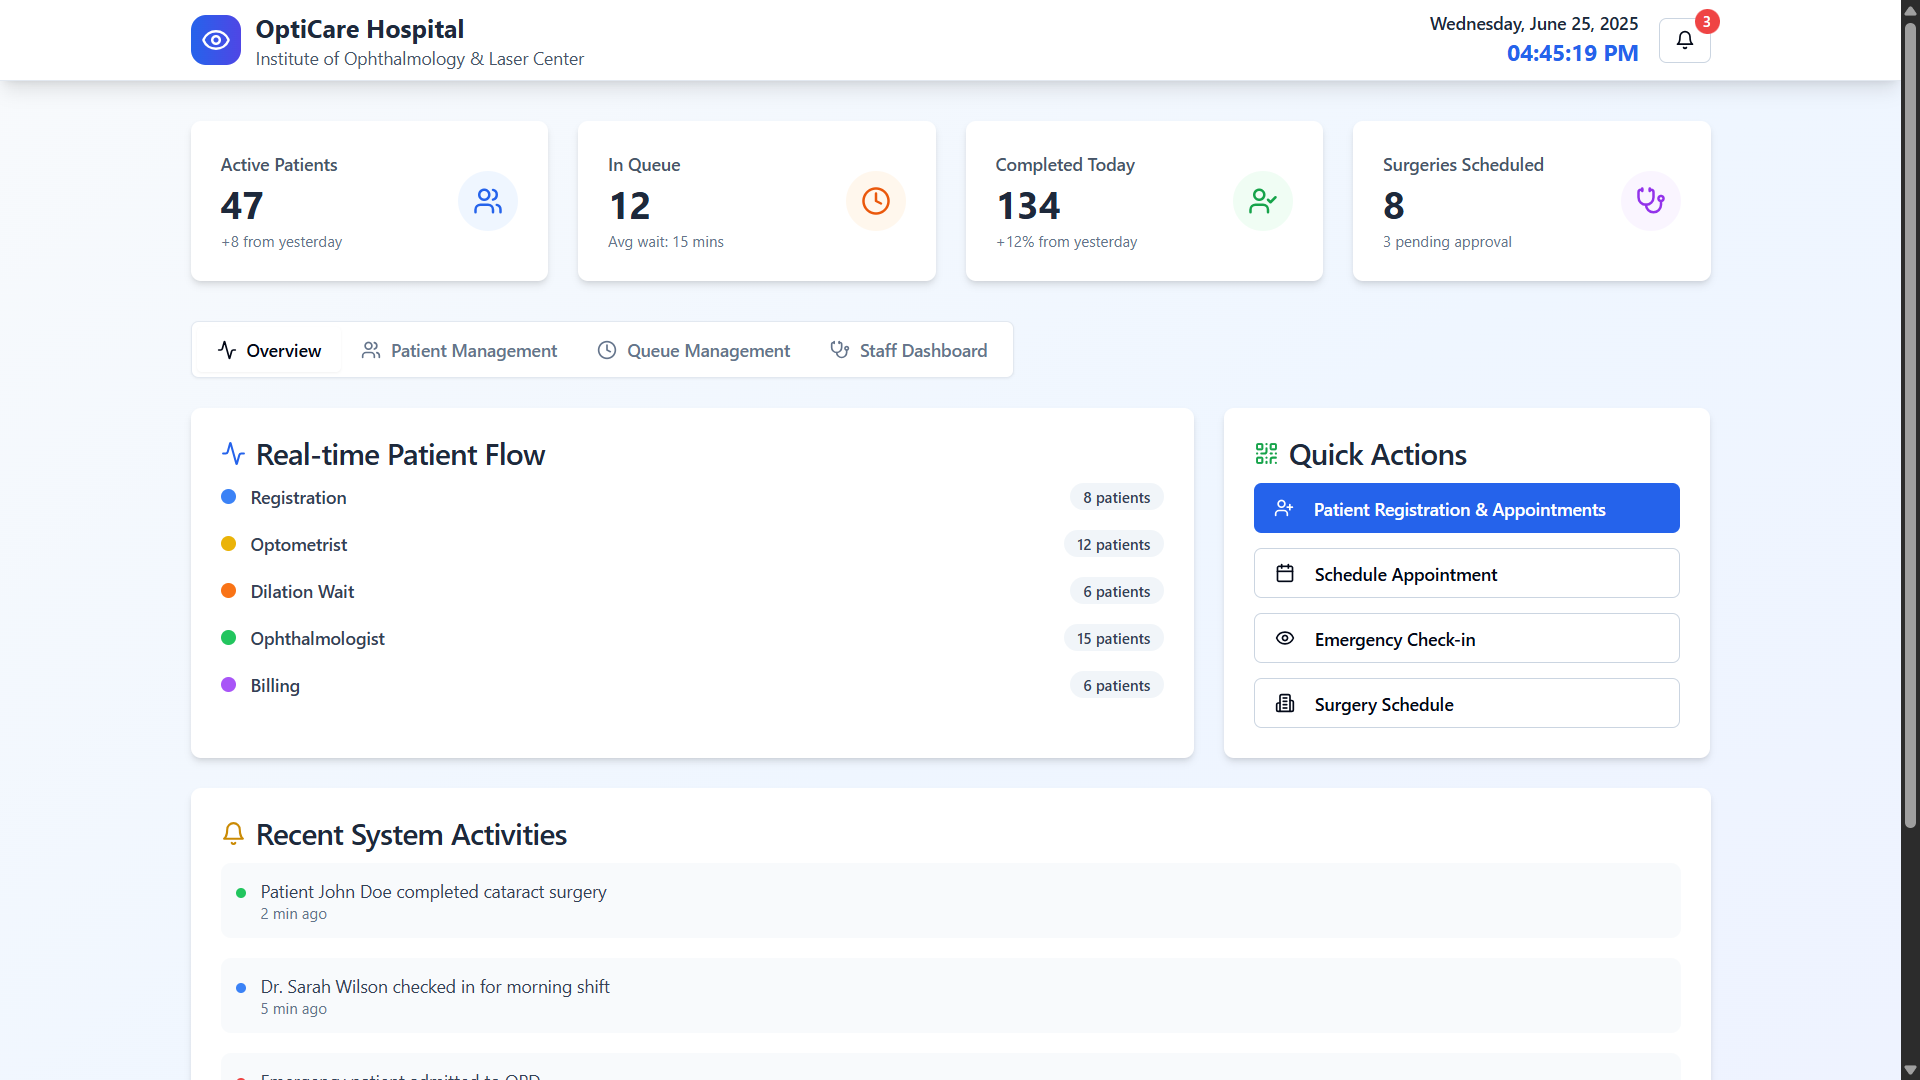 OptiCare Hospital
Institute of Ophthalmology & Laser Center
Wednesday, June 25, 2025
04:45:19 PM
3
Active Patients
47
+8 from yesterday
In Queue
12
Avg wait: 15 mins
Completed Today
134
+12% from yesterday
Surgeries Scheduled
8
3 pending approval
Overview
Patient Management
Queue Management
Staff Dashboard
Real-time Patient Flow
Registration
8 patients
Optometrist
12 patients
Dilation Wait
6 patients
Ophthalmologist
15 patients
Billing
6 patients
Quick Actions
Patient Registration & Appointments
Schedule Appointment
Emergency Check-in
Surgery Schedule
Recent System Activities
Patient John Doe completed cataract surgery
2 min ago
Dr. Sarah Wilson checked in for morning shift
5 min ago
Emergency patient admitted to OPD